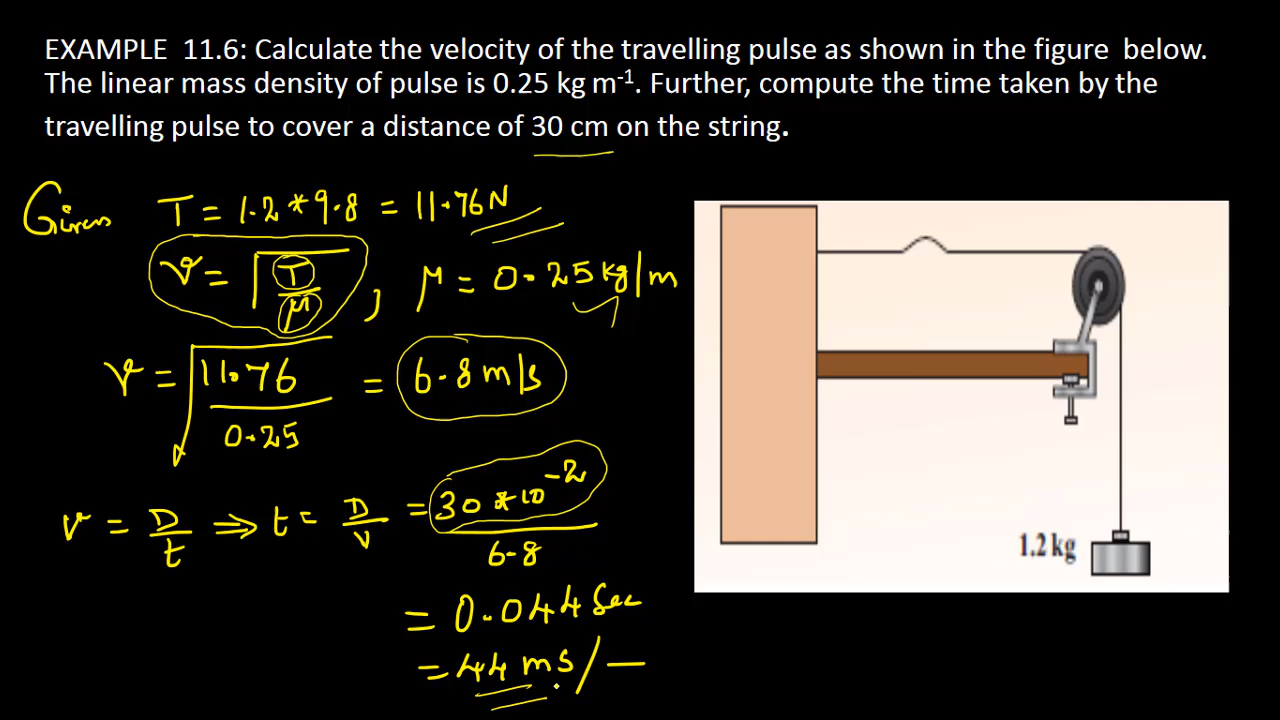 EXAMPLE 11.6: Calculate the velocity of the travelling pulse as shown in the figure below.
The linear mass density of pulse is 0.25 kg m⁻¹. Further, compute the time taken by the
travelling pulse to cover a distance of 30 cm on the string.
Given T = 1.2 * 9.8 = 11.76 N
v = √(T/μ) , μ = 0.25 kg/m
v = √(11.76/0.25) = 6.8 m/s
v = D/t ⇒ t = D/v = 30 * 10⁻²/6.8
= 0.044 Sec
= 44 ms/—
1.2 kg